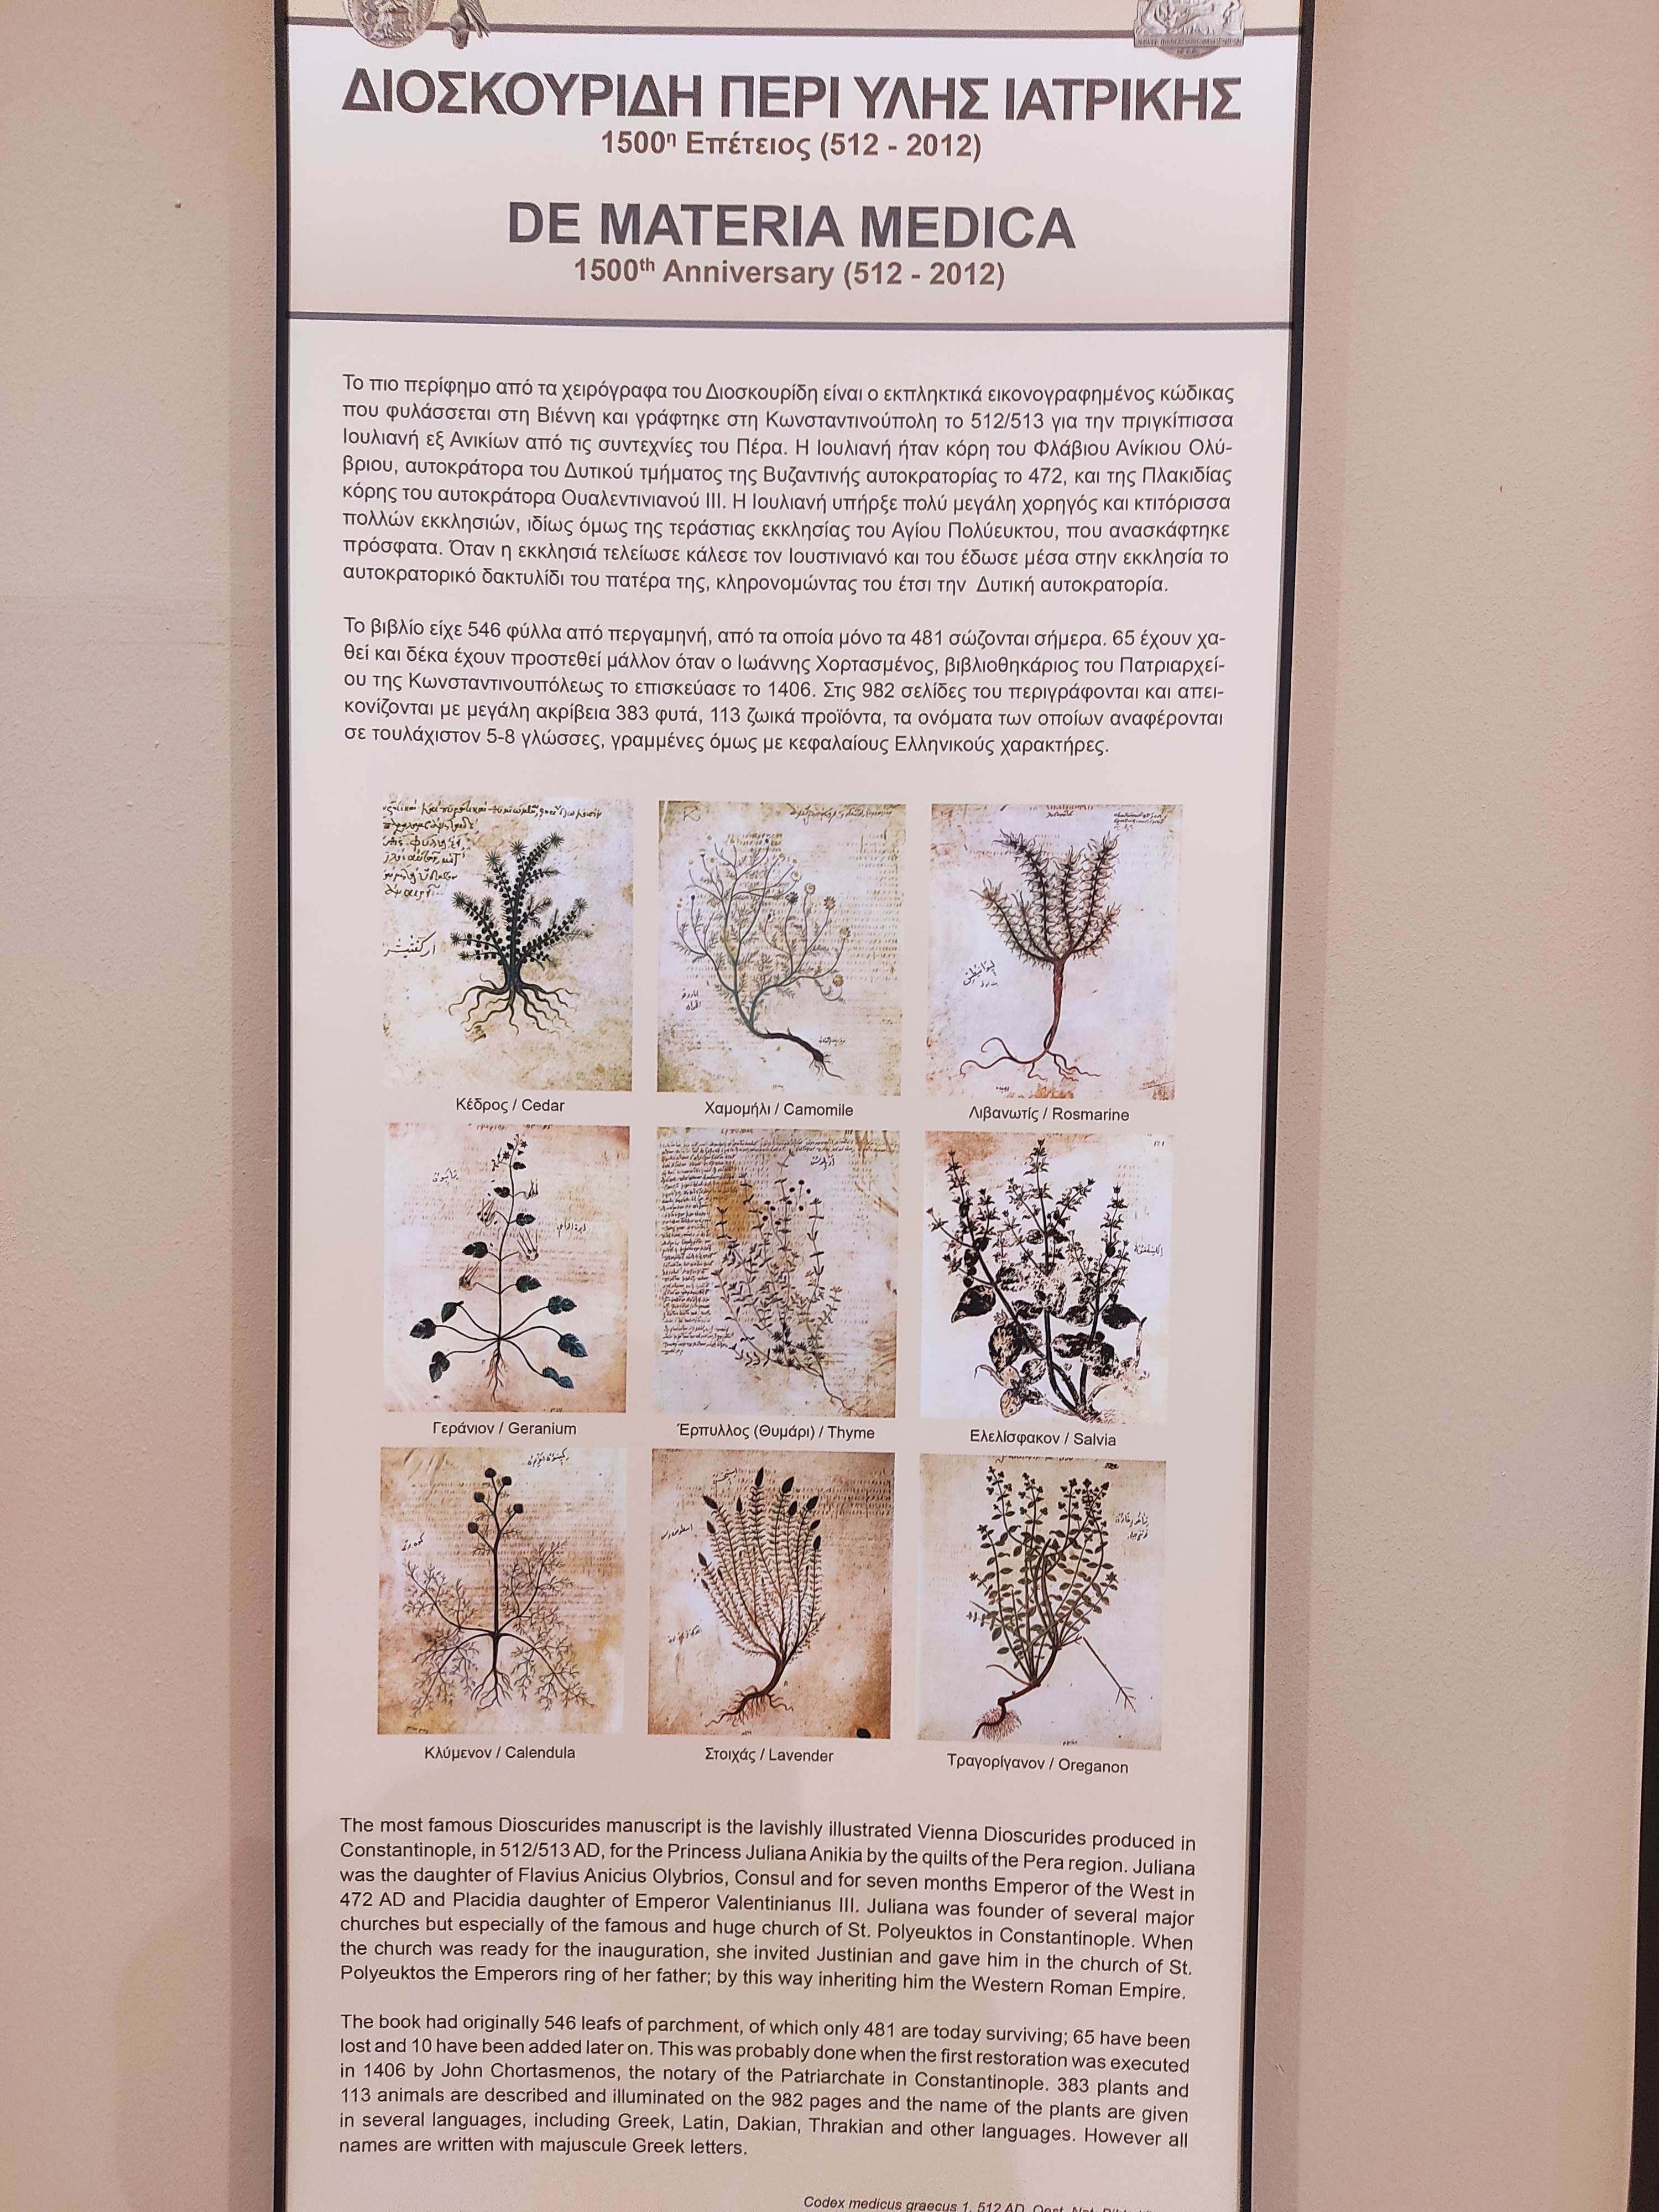 ΔΙΟΣΚΟΥΡΙΔΗ ΠΕΡΙ ΥΛΗΣ ΙΑΤΡΙΚΗΣ
1500η Επέτειος (512 - 2012)
DE MATERIA MEDICA
1500th Anniversary (512 - 2012)
Το πιο περίφημο από τα χειρόγραφα του Διοσκουρίδη είναι ο εκπληκτικά εικονογραφημένος κώδικας
που φυλάσσεται στη Βιέννη και γράφτηκε στη Κωνσταντινούπολη το 512/513 για την πριγκίπισσα
Ιουλιανή εξ Ανικίων από τις συντεχνίες του Πέρα. Η Ιουλιανή ήταν κόρη του Φλάβιου Ανίκιου Ολύ-
βριου, αυτοκράτορα του Δυτικού τμήματος της Βυζαντινής αυτοκρατορίας το 472, και της Πλακιδίας
κόρης του αυτοκράτορα Ουαλεντινιανού III. Η Ιουλιανή υπήρξε πολύ μεγάλη χορηγός και κτιτόρισσα
πολλών εκκλησιών, ιδίως όμως της τεράστιας εκκλησίας του Αγίου Πολύευκτου, που ανασκάφτηκε
πρόσφατα. Όταν η εκκλησιά τελείωσε κάλεσε τον Ιουστινιανό και του έδωσε μέσα στην εκκλησία το
αυτοκρατορικό δακτυλίδι του πατέρα της, κληρονομώντας του έτσι την Δυτική αυτοκρατορία.
Το βιβλίο είχε 546 φύλλα από περγαμηνή, από τα οποία μόνο τα 481 σώζονται σήμερα. 65 έχουν χα-
θεί και δέκα έχουν προστεθεί μάλλον όταν ο Ιωάννης Χορτασμένος, βιβλιοθηκάριος του Πατριαρχεί-
ου της Κωνσταντινουπόλεως το επισκεύασε το 1406. Στις 982 σελίδες του περιγράφονται και απει-
κονίζονται με μεγάλη ακρίβεια 383 φυτά, 113 ζωικά προϊόντα, τα ονόματα των οποίων αναφέρονται
σε τουλάχιστον 5-8 γλώσσες, γραμμένες όμως με κεφαλαίους Ελληνικούς χαρακτήρες.
Κέδρος / Cedar
Χαμομήλι / Camomile
Λιβανωτίς / Rosmarine
Γεράνιον / Geranium
Έρπυλλος (Θυμάρι) / Thyme
Ελελίσφακον / Salvia
Κλύμενον / Calendula
Στοιχάς / Lavender
Τραγορίγανον / Oreganon
The most famous Dioscurides manuscript is the lavishly illustrated Vienna Dioscurides produced in
Constantinople, in 512/513 AD, for the Princess Juliana Anikia by the quilts of the Pera region. Juliana
was the daughter of Flavius Anicius Olybrios, Consul and for seven months Emperor of the West in
472 AD and Placidia daughter of Emperor Valentinianus III. Juliana was founder of several major
churches but especially of the famous and huge church of St. Polyeuktos in Constantinople. When
the church was ready for the inauguration, she invited Justinian and gave him in the church of St.
Polyeuktos the Emperors ring of her father; by this way inheriting him the Western Roman Empire.
The book had originally 546 leafs of parchment, of which only 481 are today surviving; 65 have been
lost and 10 have been added later on. This was probably done when the first restoration was executed
in 1406 by John Chortasmenos, the notary of the Patriarchate in Constantinople. 383 plants and
113 animals are described and illuminated on the 982 pages and the name of the plants are given
in several languages, including Greek, Latin, Dakian, Thrakian and other languages. However all
names are written with majuscule Greek letters.
Codex medicus graecus 1, 512 AD, Oest. Nat.